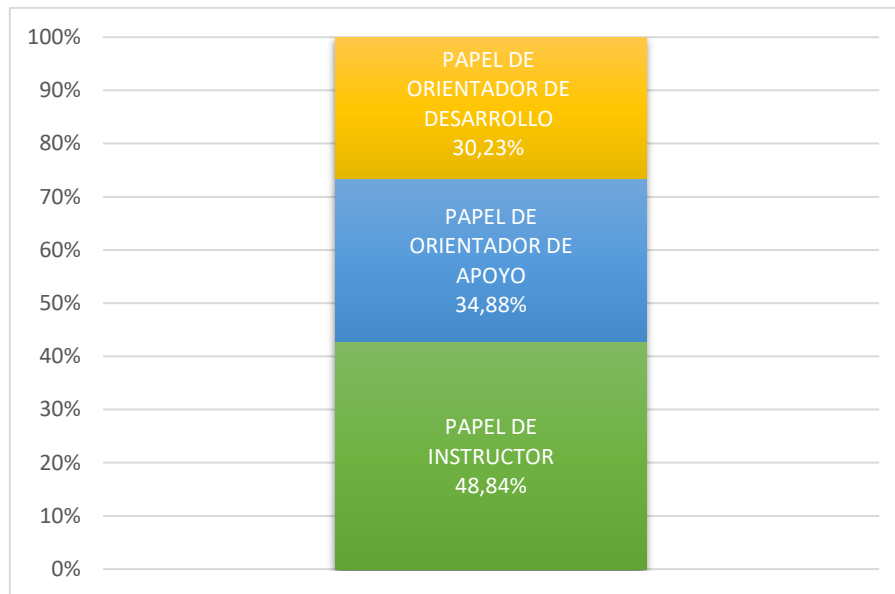 100%
90%
80%
70%
60%
50%
40%
30%
20%
10%
0%
PAPEL DE
ORIENTADOR DE
DESARROLLO
30,23%
PAPEL DE
ORIENTADOR DE
APOYO
34,88%
PAPEL DE
INSTRUCTOR
48,84%